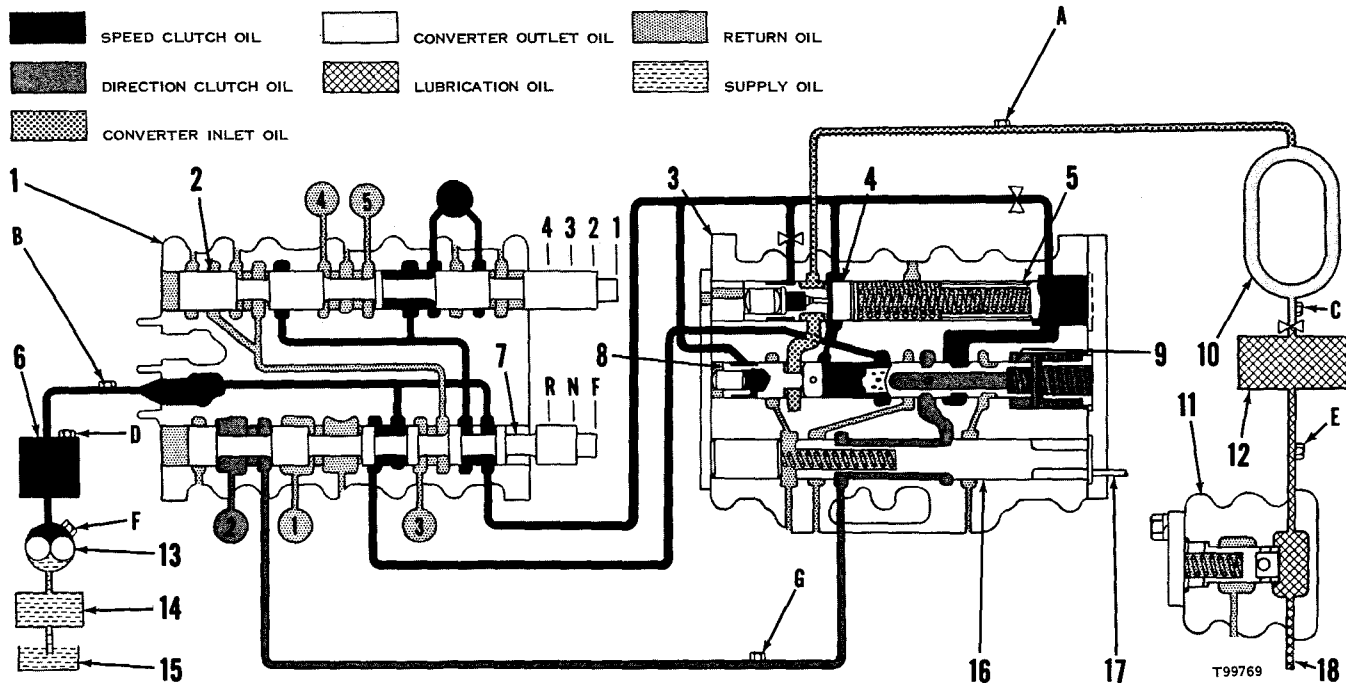 SPEED CLUTCH OIL
CONVERTER OUTLET OIL
RETURN OIL
DIRECTION CLUTCH OIL
LUBRICATION OIL
SUPPLY OIL
CONVERTER INLET OIL
A
1
2
4
5
4 3 2 1
3
4
5
B
6
D
7
R N F
8
9
10
C
12
E
11
F
13
2
1
3
14
15
G
16
17
18
T99769